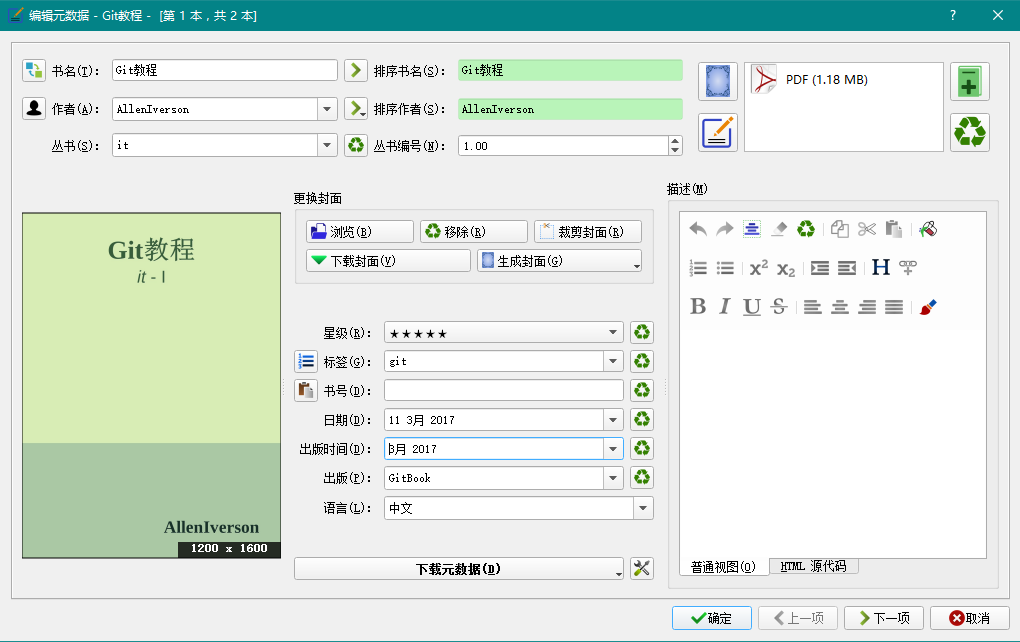 编辑元数据 - Git教程 - [第 1 本，共 2 本]
书名(T)： Git教程 排序书名(S)： Git教程
作者(A)： AllenIverson 排序作者(S)： AllenIverson
丛书(S)： it 丛书编号(N)： 1.00
PDF (1.18 MB)
Git教程
it - I
AllenIverson
1200 x 1600
更换封面
浏览(B) 移除(R) 裁剪封面(R)
下载封面(V) 生成封面(G)
星级(R)： ★★★★★
标签(G)： git
书号(D)：
日期(D)： 11 3月 2017
出版时间(D)： 3月 2017
出版(P)： GitBook
语言(L)： 中文
下载元数据(D)
描述(M)
普通视图(O) HTML 源代码
确定 上一项 下一项 取消